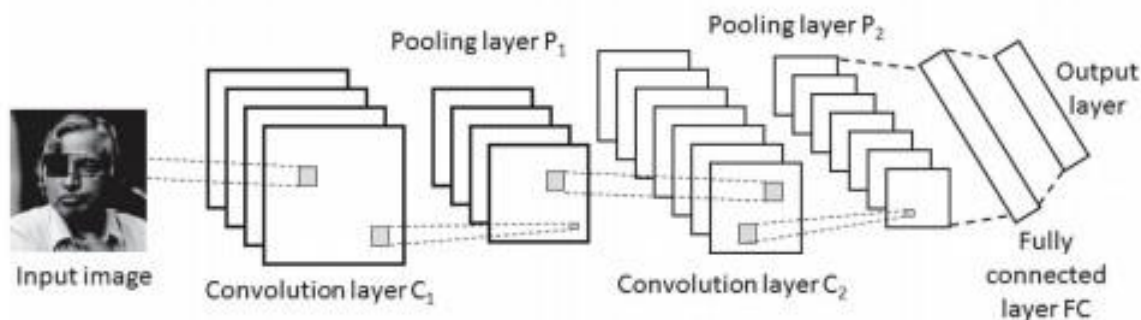 Pooling layer P₁
Pooling layer P₂
Output
layer
Input image
Convolution layer C₁
Convolution layer C₂
Fully
connected
layer FC